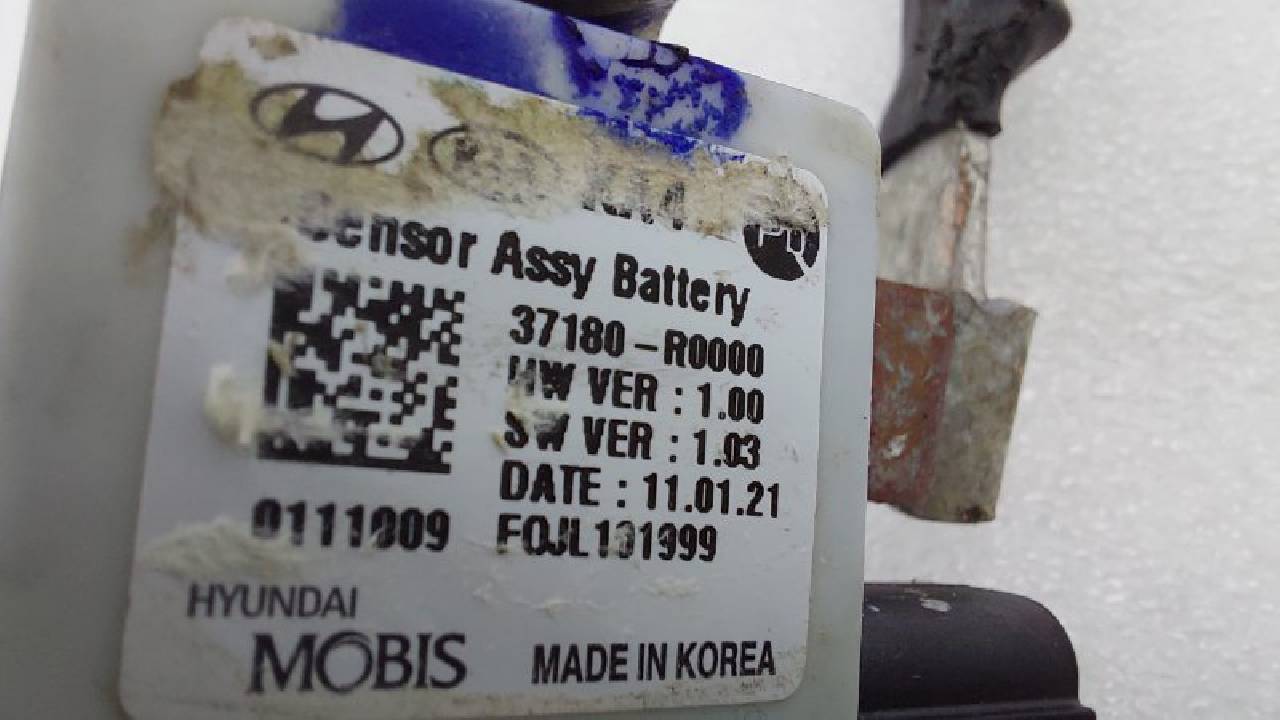 Sensor Assy Battery
37180-R0000
HW VER : 1.00
SW VER : 1.03
DATE : 11.01.21
0111009 FOJL101999
HYUNDAI
MOBIS
MADE IN KOREA